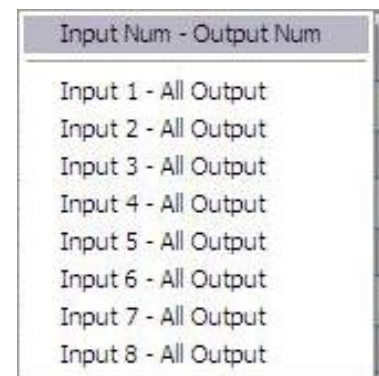 Input Num - Output Num
Input 1 - All Output
Input 2 - All Output
Input 3 - All Output
Input 4 - All Output
Input 5 - All Output
Input 6 - All Output
Input 7 - All Output
Input 8 - All Output